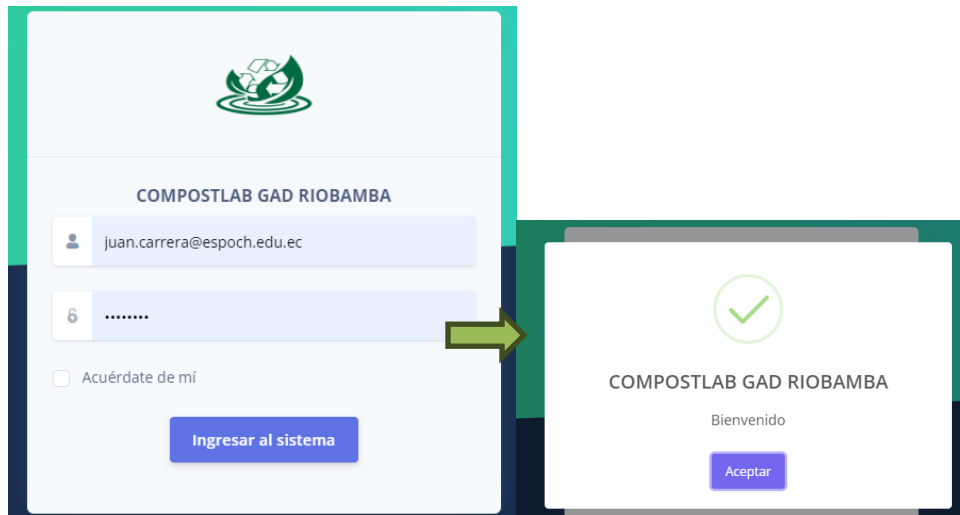 COMPOSTLAB GAD RIOBAMBA
juan.carrera@espoch.edu.ec
••••••••
Acuérdate de mí
Ingresar al sistema
COMPOSTLAB GAD RIOBAMBA
Bienvenido
Aceptar